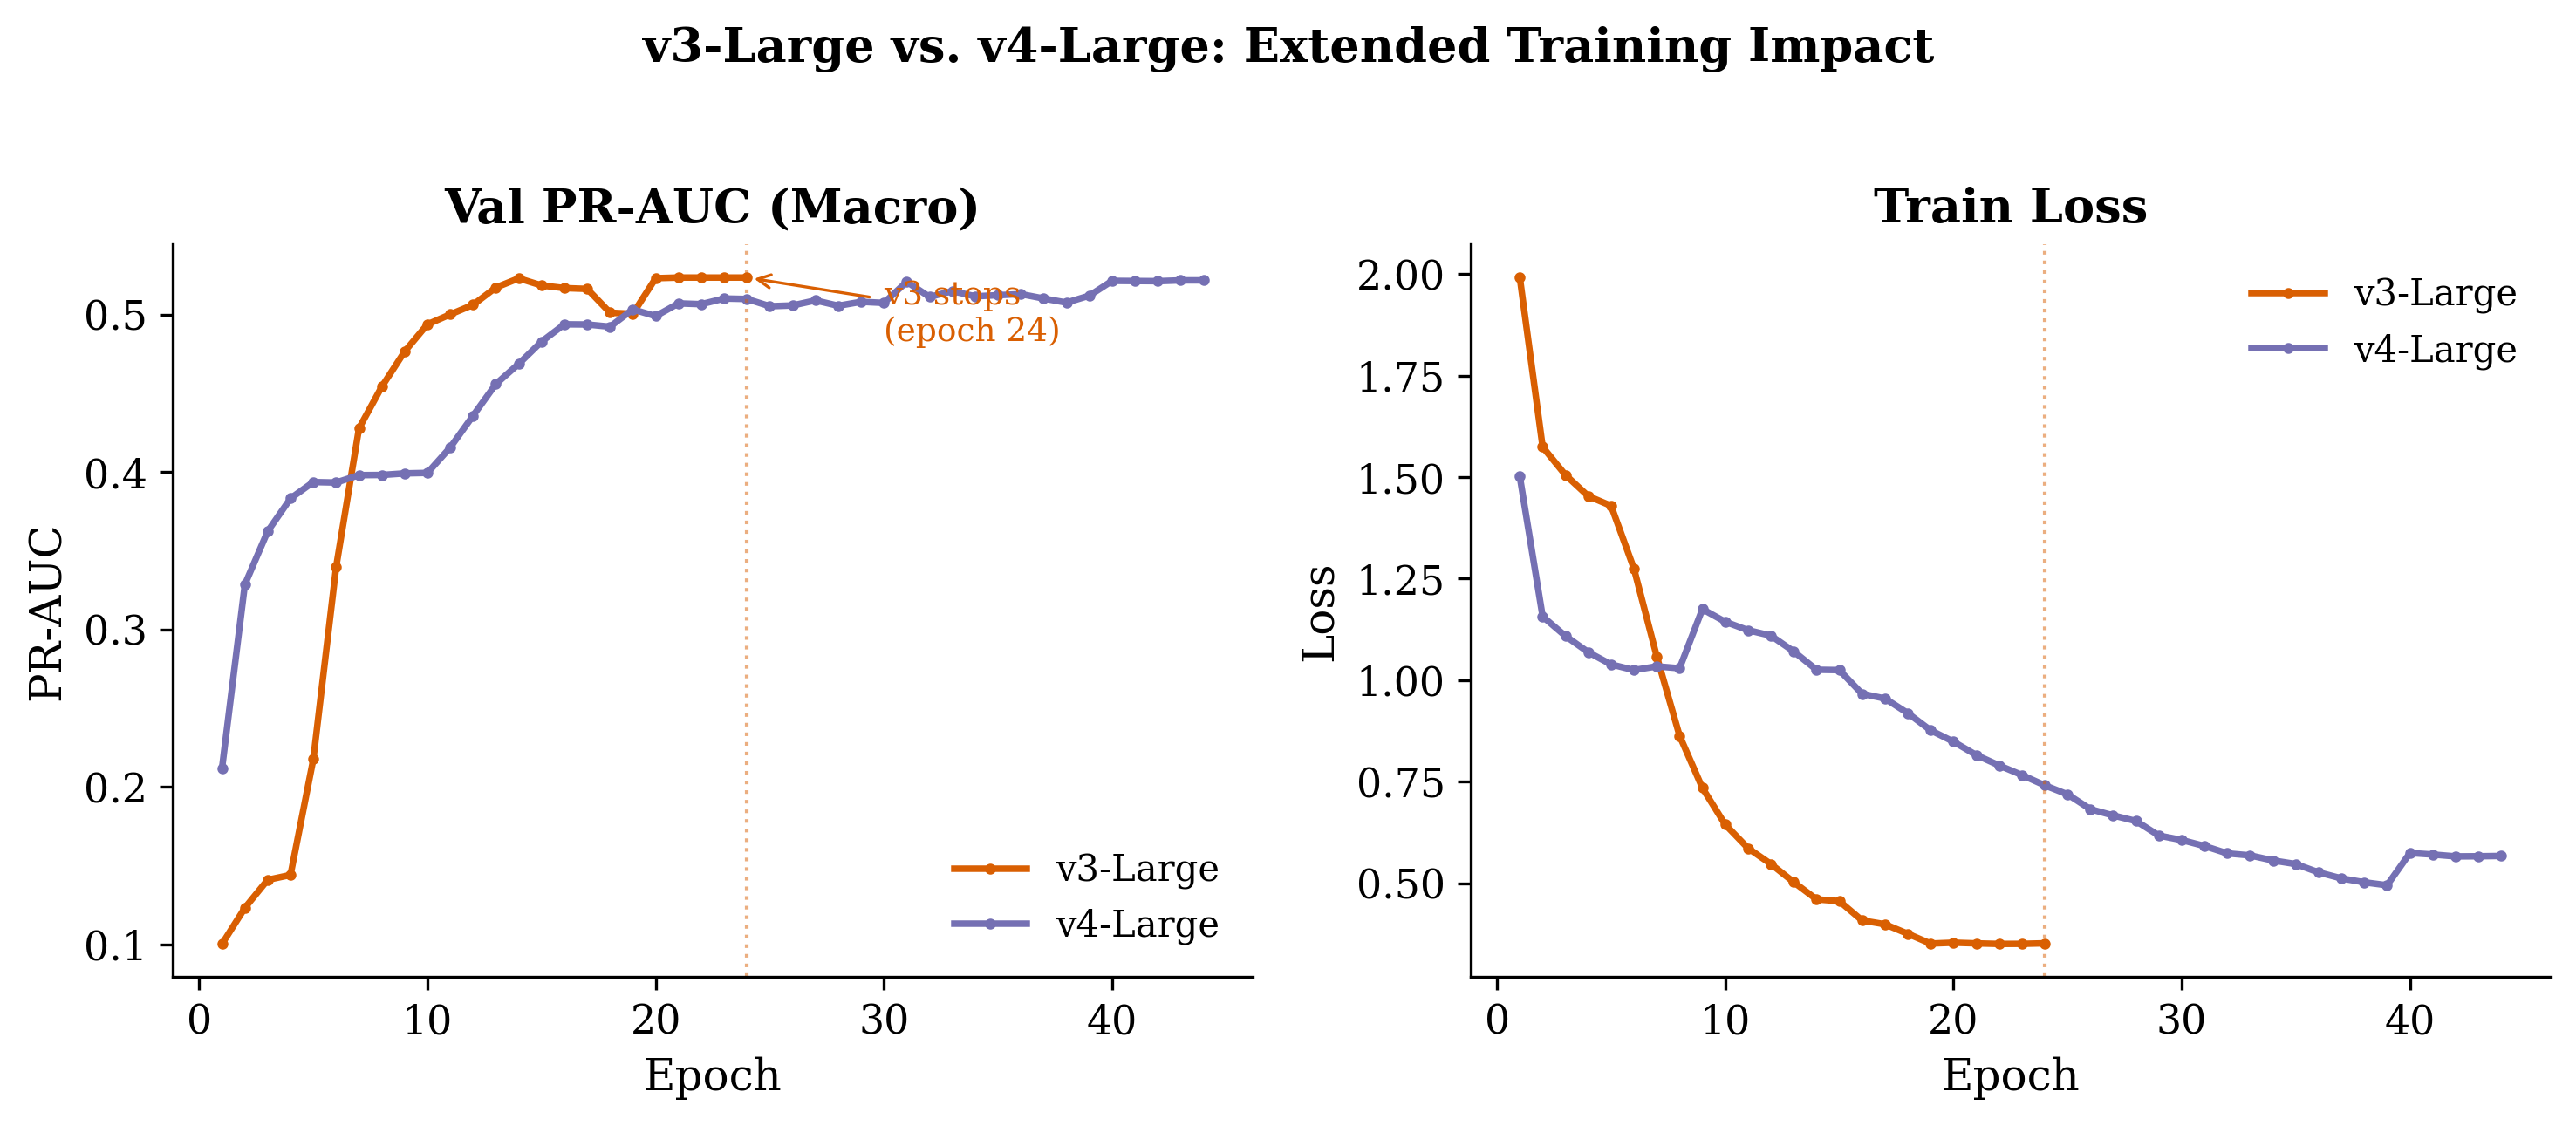 v3-Large vs. v4-Large: Extended Training Impact
Val PR-AUC (Macro)
PR-AUC
0.5
0.4
0.3
0.2
0.1
v3 stops
(epoch 24)
v3-Large
v4-Large
0 10 20 30 40
Epoch
Train Loss
Loss
2.00
1.75
1.50
1.25
1.00
0.75
0.50
v3-Large
v4-Large
0 10 20 30 40
Epoch